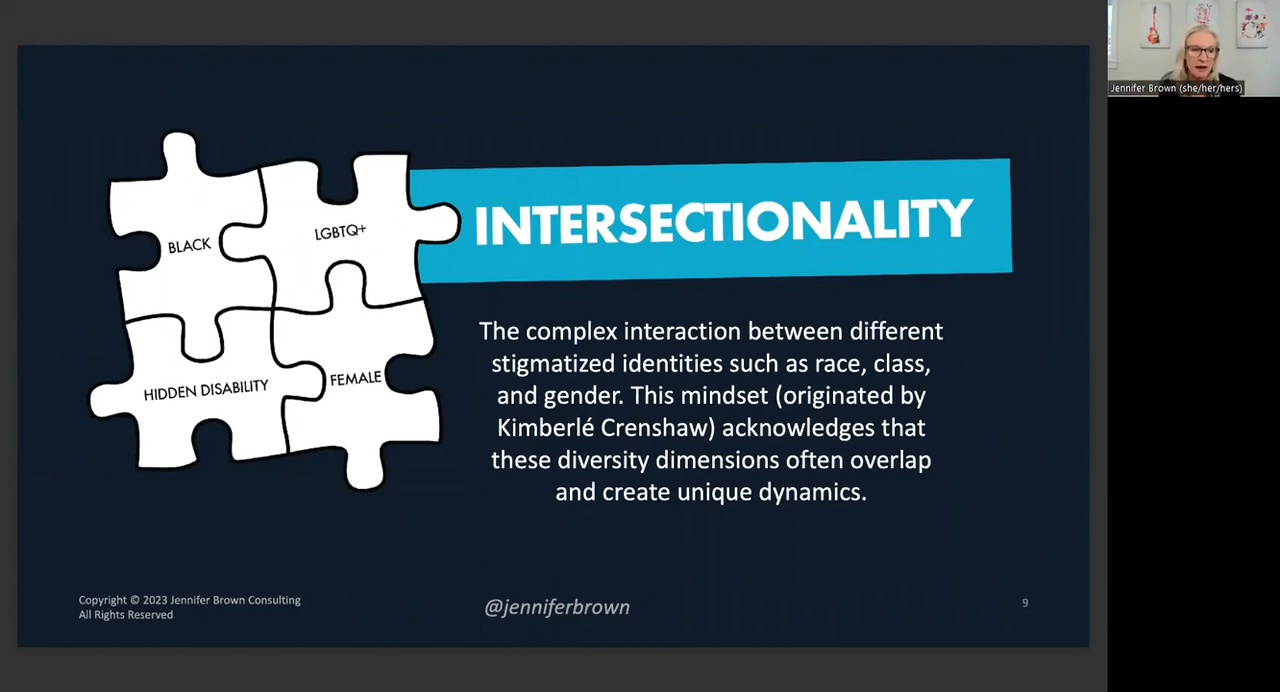 BLACK
LGBTQ+
HIDDEN DISABILITY
FEMALE
INTERSECTIONALITY
The complex interaction between different
stigmatized identities such as race, class,
and gender. This mindset (originated by
Kimberlé Crenshaw) acknowledges that
these diversity dimensions often overlap
and create unique dynamics.
Copyright © 2023 Jennifer Brown Consulting
All Rights Reserved
@jenniferbrown
9
Jennifer Brown (she/her/hers)